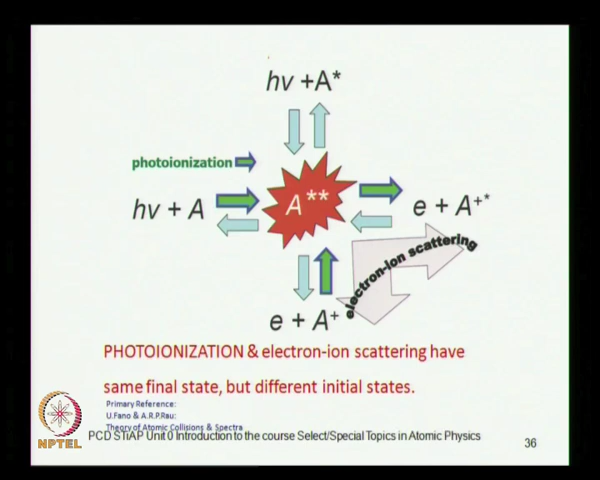 hν +A*
photoionization
hν + A
A**
e + A+*
electron-ion scattering
e + A+
PHOTOIONIZATION & electron-ion scattering have
same final state, but different initial states.
Primary Reference:
U.Fano & A.R.P.Rau:
Theory of Atomic Collisions & Spectra
NPTEL
PCD STiAP Unit 0 Introduction to the course Select/Special Topics in Atomic Physics
36